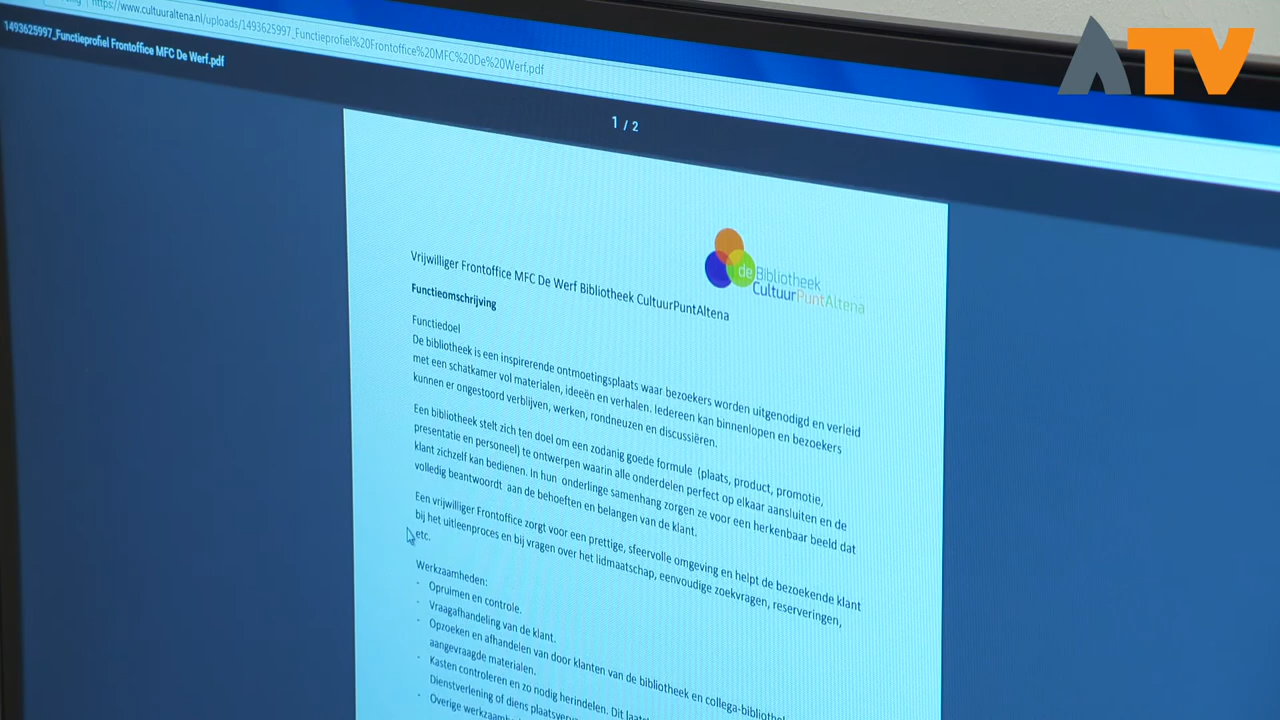 https://www.cultuuraltena.nl/uploads/1493625997_Functieprofiel%20Frontoffice%20MFC%20De%20Werf.pdf
ATV
1493625997_Functieprofiel Frontoffice MFC De Werf.pdf
1 / 2
de Bibliotheek
CultuurPuntAltena
Vrijwilliger Frontoffice MFC De Werf Bibliotheek CultuurPuntAltena
Functieomschrijving
Functiedoel
De bibliotheek is een inspirerende ontmoetingsplaats waar bezoekers worden uitgenodigd en verleid
met een schatkamer vol materialen, ideeën en verhalen. Iedereen kan binnenlopen en bezoekers
kunnen er ongestoord verblijven, werken, rondneuzen en discussiëren.
Een bibliotheek stelt zich ten doel om een zodanig goede formule (plaats, product, promotie,
presentatie en personeel) te ontwerpen waarin alle onderdelen perfect op elkaar aansluiten en de
klant zichzelf kan bedienen. In hun onderlinge samenhang zorgen ze voor een herkenbaar beeld dat
volledig beantwoordt aan de behoeften en belangen van de klant.
Een vrijwilliger Frontoffice zorgt voor een prettige, sfeervolle omgeving en helpt de bezoekende klant
bij het uitleenproces en bij vragen over het lidmaatschap, eenvoudige zoekvragen, reserveringen,
etc.
Werkzaamheden:
- Opruimen en controle.
- Vraagafhandeling van de klant.
- Opzoeken en afhandelen van door klanten van de bibliotheek en collega-bibliothe
aangevraagde materialen.
- Kasten controleren en zo nodig herindelen. Dit laat
Dienstverlening of diens plaatsverv
- Overige